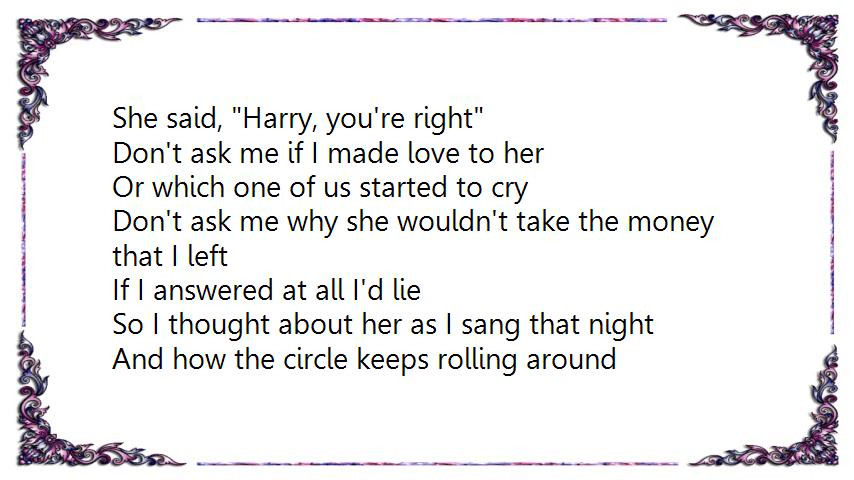 She said, "Harry, you're right"
Don't ask me if I made love to her
Or which one of us started to cry
Don't ask me why she wouldn't take the money
that I left
If I answered at all I'd lie
So I thought about her as I sang that night
And how the circle keeps rolling around